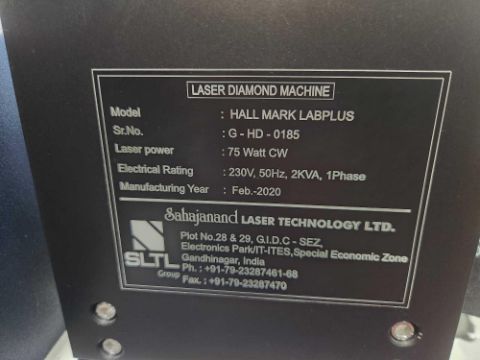 LASER DIAMOND MACHINE
Model : HALL MARK LABPLUS
Sr.No. : G - HD - 0185
Laser power : 75 Watt CW
Electrical Rating : 230V, 50Hz, 2KVA, 1Phase
Manufacturing Year : Feb.-2020
Sahajanand LASER TECHNOLOGY LTD.
Plot No.28 & 29, G.I.D.C - SEZ,
Electronics Park/IT-ITES,Special Economic Zone
Gandhinagar, India
Ph. : +91-79-23287461-68
Fax. : +91-79-23287470
SLTL
Group